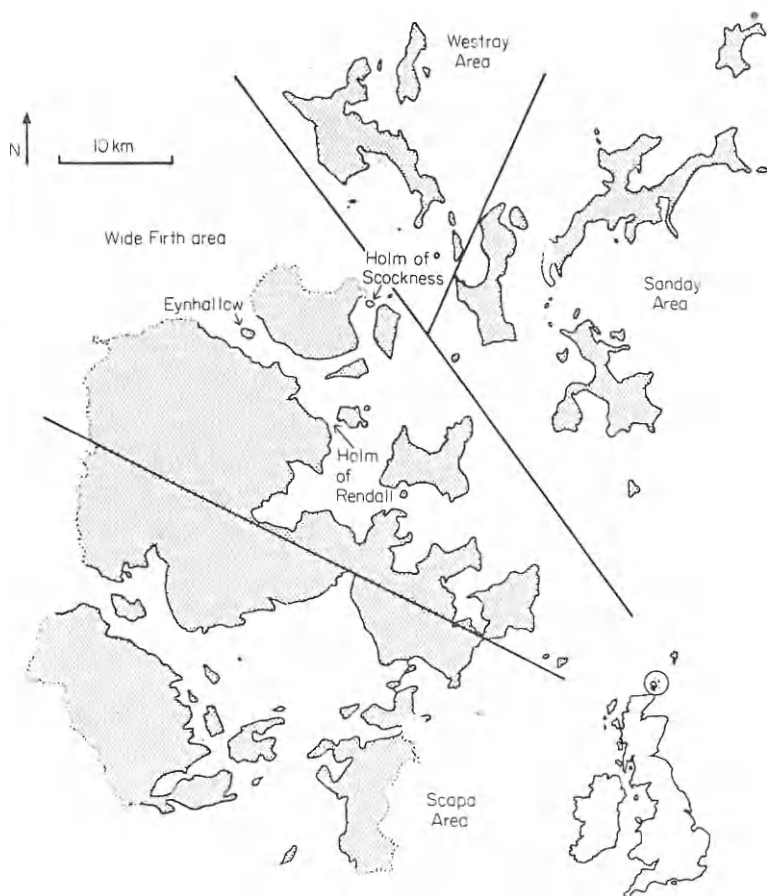 Westray
Area
N
10 km
Wide Firth area
Holm of
Scockness
Eynhallow
Sanday
Area
Holm
of
Rendall
Scapa
Area